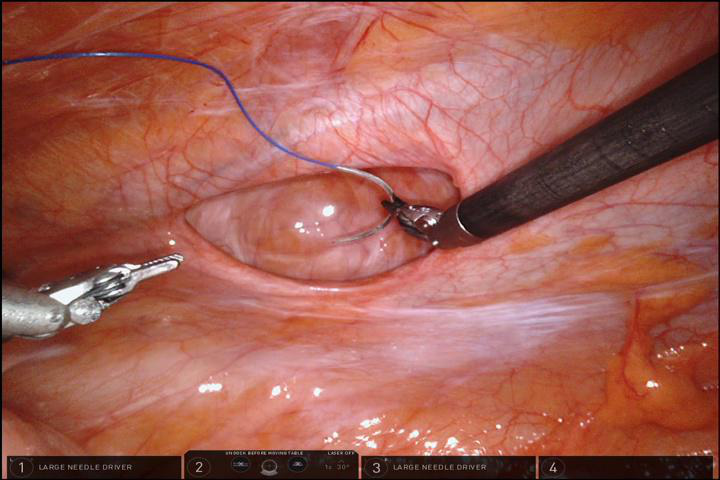 UNDOCK BEFORE MOVING TABLE LASER OFF
1 LARGE NEEDLE DRIVER 2 1x 30° 3 LARGE NEEDLE DRIVER 4